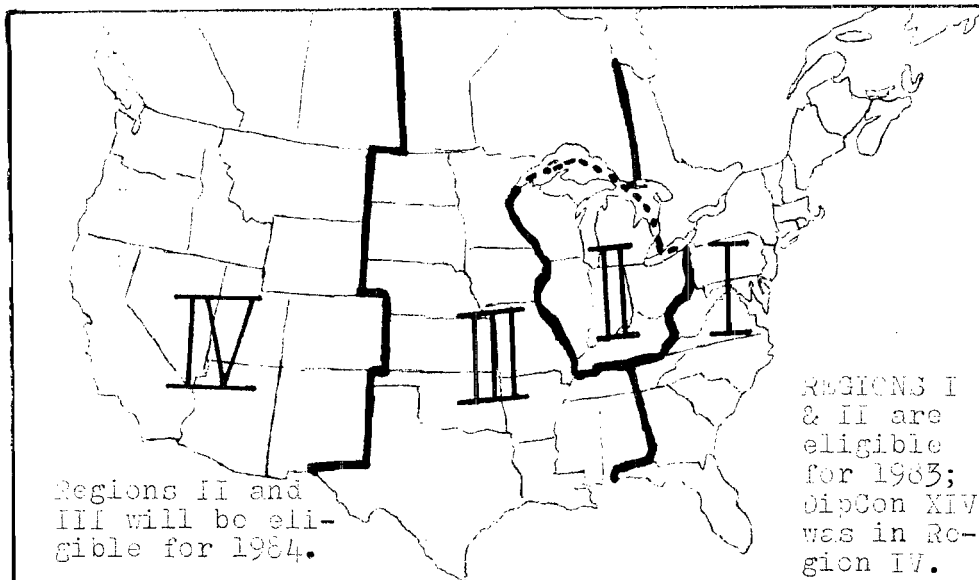 IV
III
II
I
Regions II and
III will be eli-
gible for 1984.
REGIONS I
& II are
eligible
for 1983;
DipCon XIV
was in Re-
gion IV.